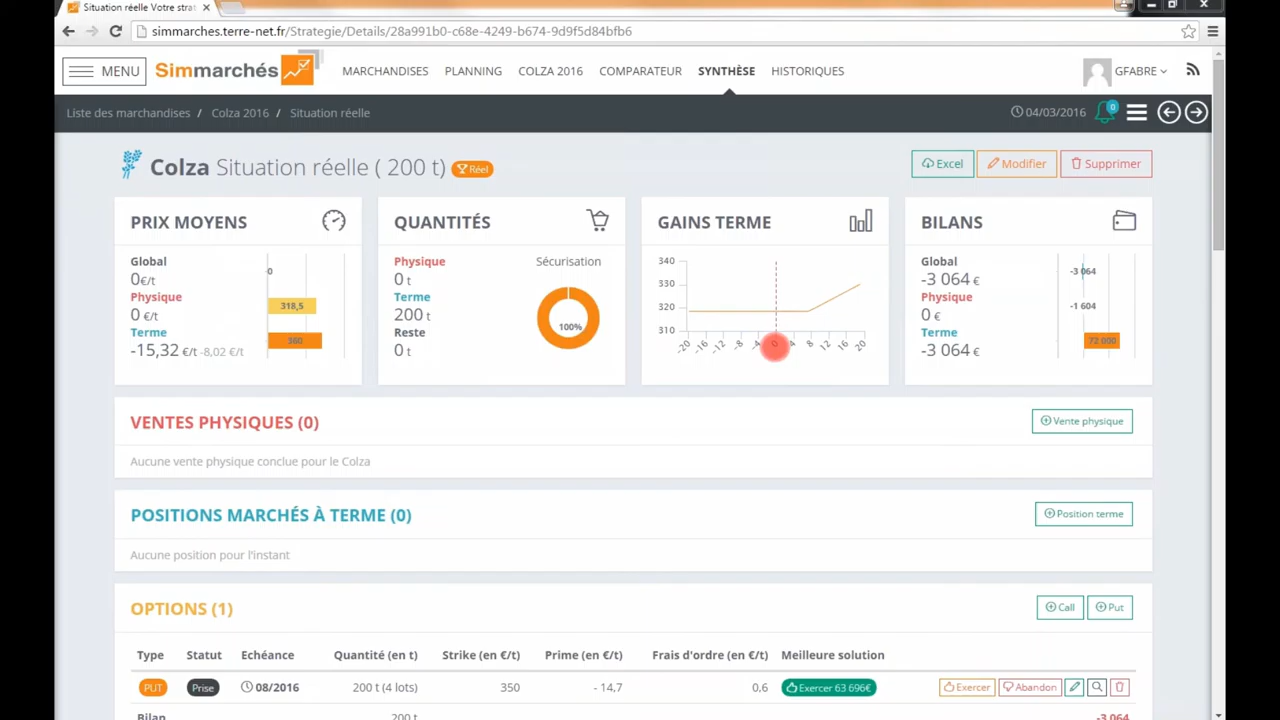 Situation réelle Votre strat
simmarches.terre-net.fr/Strategie/Details/28a991b0-c68e-4249-b674-9d9f5d84bfb6
MENU Simmarchés MARCHANDISES PLANNING COLZA 2016 COMPARATEUR SYNTHÈSE HISTORIQUES GFABRE
Liste des marchandises / Colza 2016 / Situation réelle 04/03/2016 0
Colza Situation réelle ( 200 t) Réel Excel Modifier Supprimer
PRIX MOYENS
Global
0€/t
Physique
0 €/t
Terme
-15,32 €/t -8,02 €/t
0
318,5
360
QUANTITÉS
Physique
0 t
Terme
200 t
Reste
0 t
Sécurisation
100%
GAINS TERME
340
330
320
310
-20 -16 -12 -8 -4 0 4 8 12 16 20
BILANS
Global
-3 064 €
Physique
0 €
Terme
-3 064 €
-3 064
-1 604
72 000
VENTES PHYSIQUES (0) Vente physique
Aucune vente physique conclue pour le Colza
POSITIONS MARCHÉS À TERME (0) Position terme
Aucune position pour l'instant
OPTIONS (1) Call Put
Type Statut Echéance Quantité (en t) Strike (en €/t) Prime (en €/t) Frais d'ordre (en €/t) Meilleure solution
PUT Prise 08/2016 200 t (4 lots) 350 - 14,7 0,6 Exercer 63 696€ Exercer Abandon
Bilan 200 t -3 064